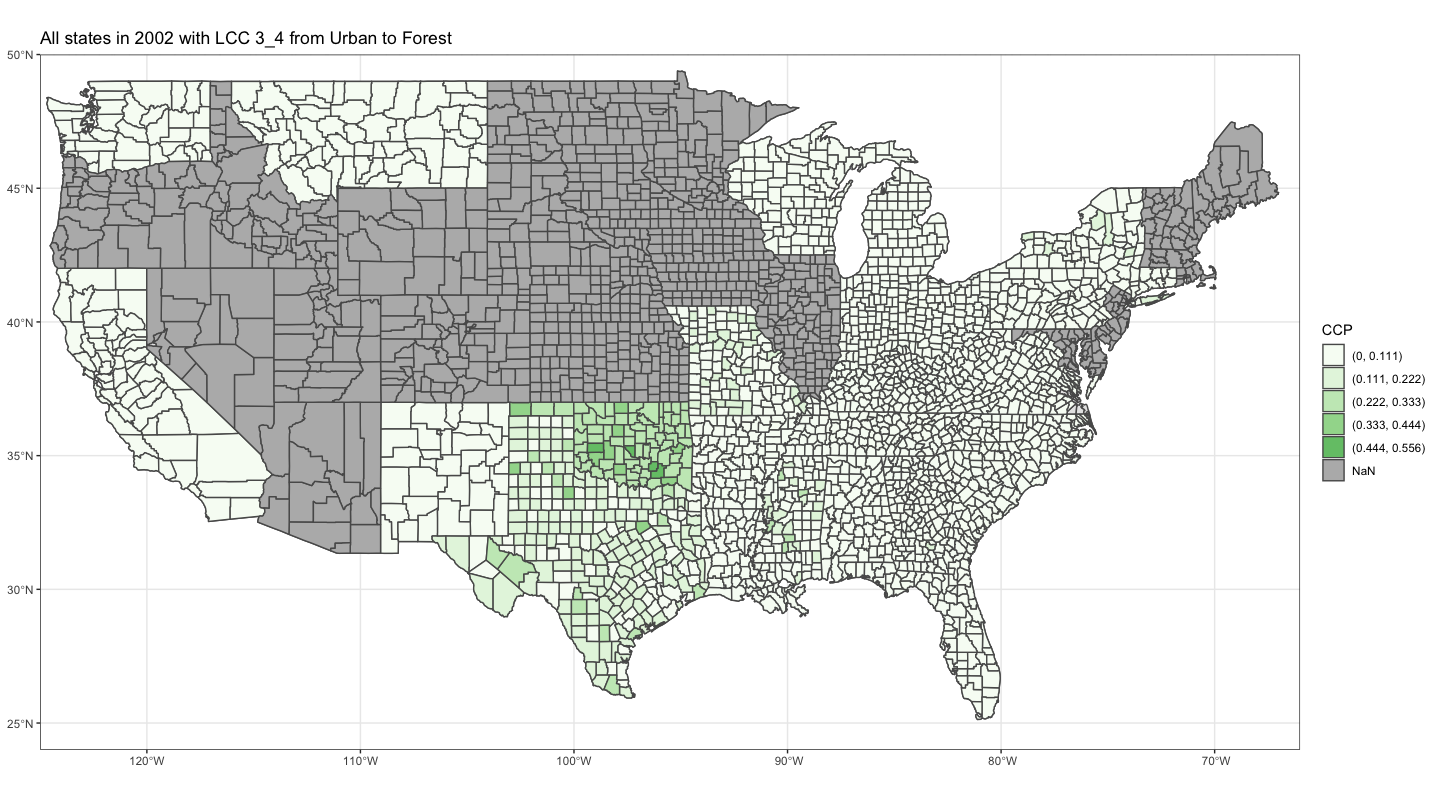 All states in 2002 with LCC 3_4 from Urban to Forest
50°N
45°N
40°N
35°N
30°N
25°N
120°W
110°W
100°W
90°W
80°W
70°W
CCP
(0, 0.111)
(0.111, 0.222)
(0.222, 0.333)
(0.333, 0.444)
(0.444, 0.556)
NaN